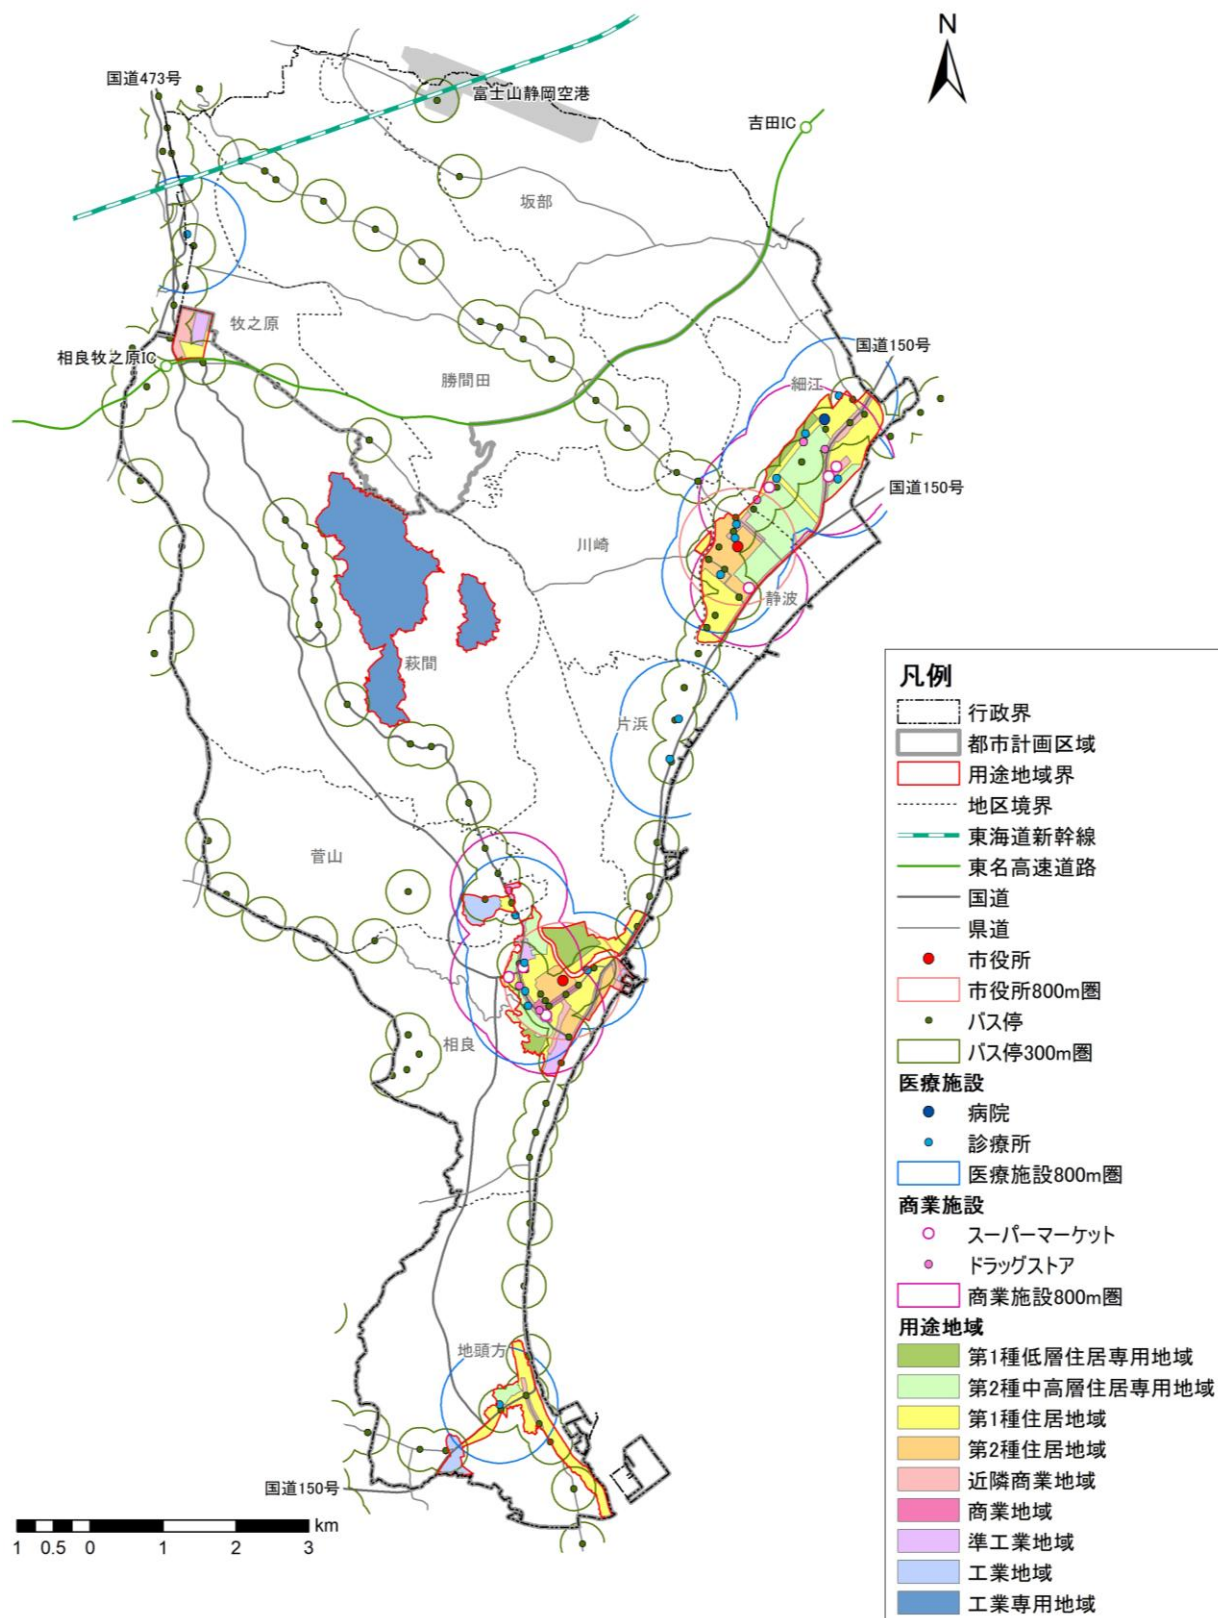 N
国道473号
富士山静岡空港
吉田IC
坂部
牧之原
相良牧之原IC
勝間田
国道150号
細江
国道150号
川崎
静波
萩間
片浜
菅山
相良
地頭方
国道150号
km
1 0.5 0 1 2 3
凡例
行政界
都市計画区域
用途地域界
地区境界
東海道新幹線
東名高速道路
国道
県道
市役所
市役所800m圏
バス停
バス停300m圏
医療施設
病院
診療所
医療施設800m圏
商業施設
スーパーマーケット
ドラッグストア
商業施設800m圏
用途地域
第1種低層住居専用地域
第2種中高層住居専用地域
第1種住居地域
第2種住居地域
近隣商業地域
商業地域
準工業地域
工業地域
工業専用地域